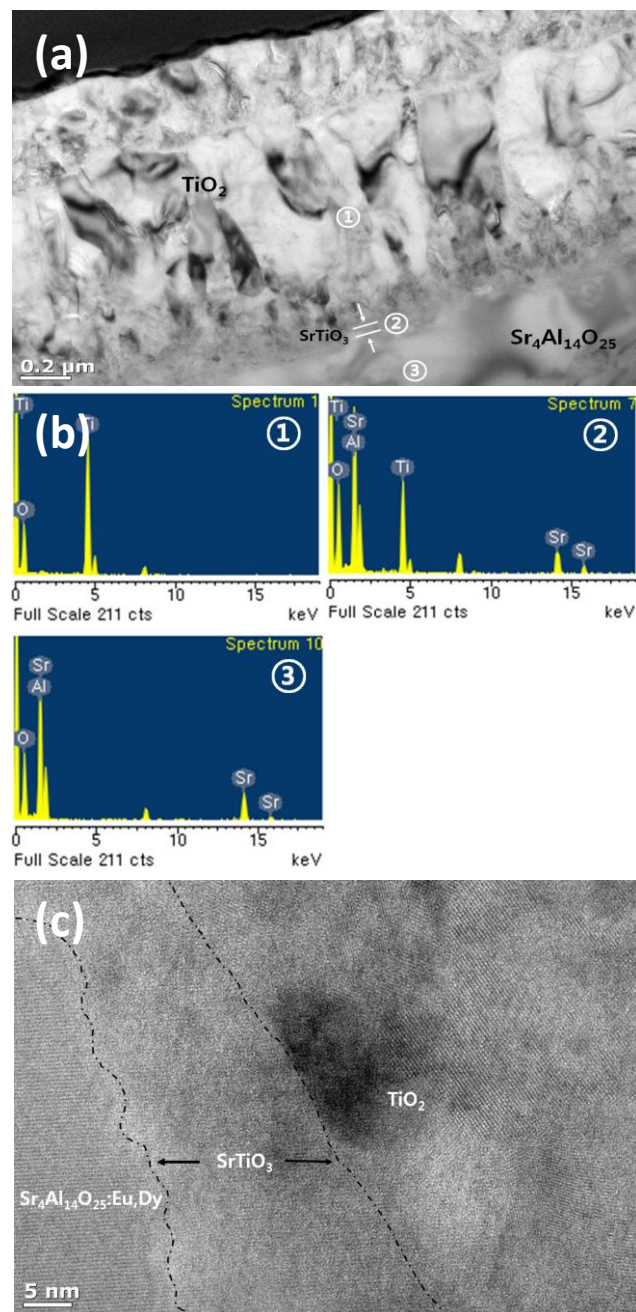 (a)
TiO₂
①
SrTiO₃ ②
Sr₄Al₁₄O₂₅
③
0.2 μm
(b)
Ti Ti Spectrum 1
①
O
0 5 10 15
Full Scale 211 cts keV
Ti Spectrum 7
Sr ②
Al
O Ti
Sr Sr
0 5 10 15
Full Scale 211 cts keV
Spectrum 10
Sr ③
Al
O
Sr Sr
0 5 10 15
Full Scale 211 cts keV
(c)
TiO₂
SrTiO₃
Sr₄Al₁₄O₂₅:Eu,Dy
5 nm